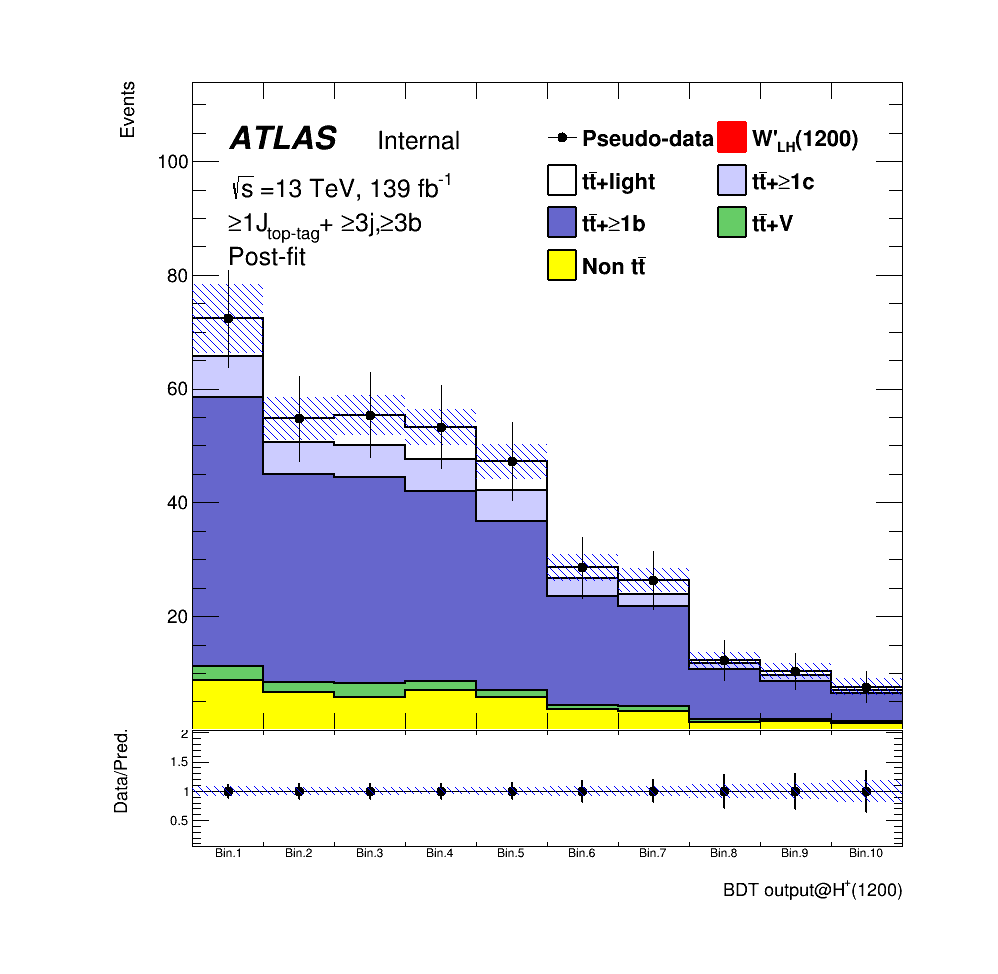 Events
100
80
60
40
20
ATLAS Internal
√s =13 TeV, 139 fb⁻¹
≥1J_top-tag+ ≥3j,≥3b
Post-fit
Pseudo-data
W'_LH(1200)
tt̄+light
tt̄+≥1c
tt̄+≥1b
tt̄+V
Non tt̄
Data/Pred.
2
1.5
1
0.5
Bin.1 Bin.2 Bin.3 Bin.4 Bin.5 Bin.6 Bin.7 Bin.8 Bin.9 Bin.10
BDT output@H⁺(1200)